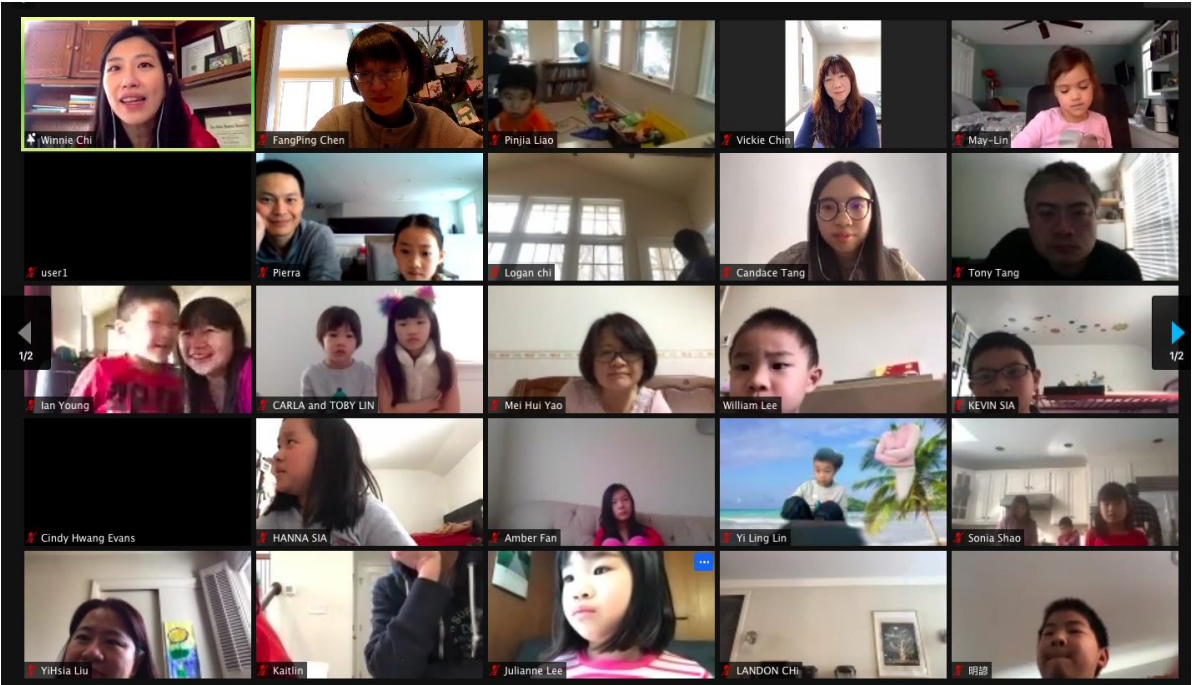 Winnie Chi
FangPing Chen
Pinjia Liao
Vickie Chin
May-Lin
user1
Pierra
Logan chi
Candace Tang
Tony Tang
1/2
1/2
Ian Young
CARLA and TOBY LIN
Mei Hui Yao
William Lee
KEVIN SIA
Cindy Hwang Evans
HANNA SIA
Amber Fan
Yi Ling Lin
Sonia Shao
YiHsia Liu
Kaitlin
Julianne Lee
LANDON CHi
明諺